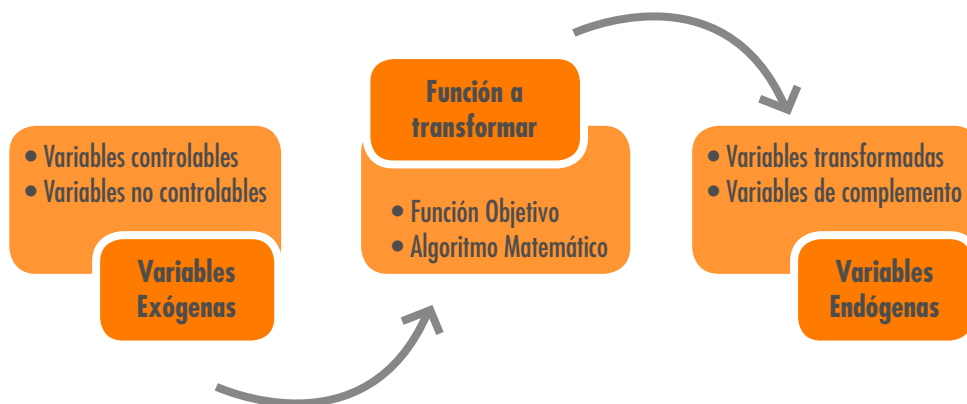 • Variables controlables
• Variables no controlables
Variables
Exógenas
Función a
transformar
• Función Objetivo
• Algoritmo Matemático
• Variables transformadas
• Variables de complemento
Variables
Endógenas